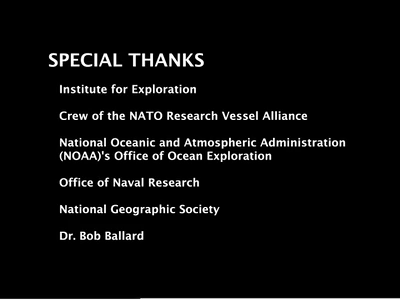 SPECIAL THANKS
Institute for Exploration
Crew of the NATO Research Vessel Alliance
National Oceanic and Atmospheric Administration
(NOAA)'s Office of Ocean Exploration
Office of Naval Research
National Geographic Society
Dr. Bob Ballard